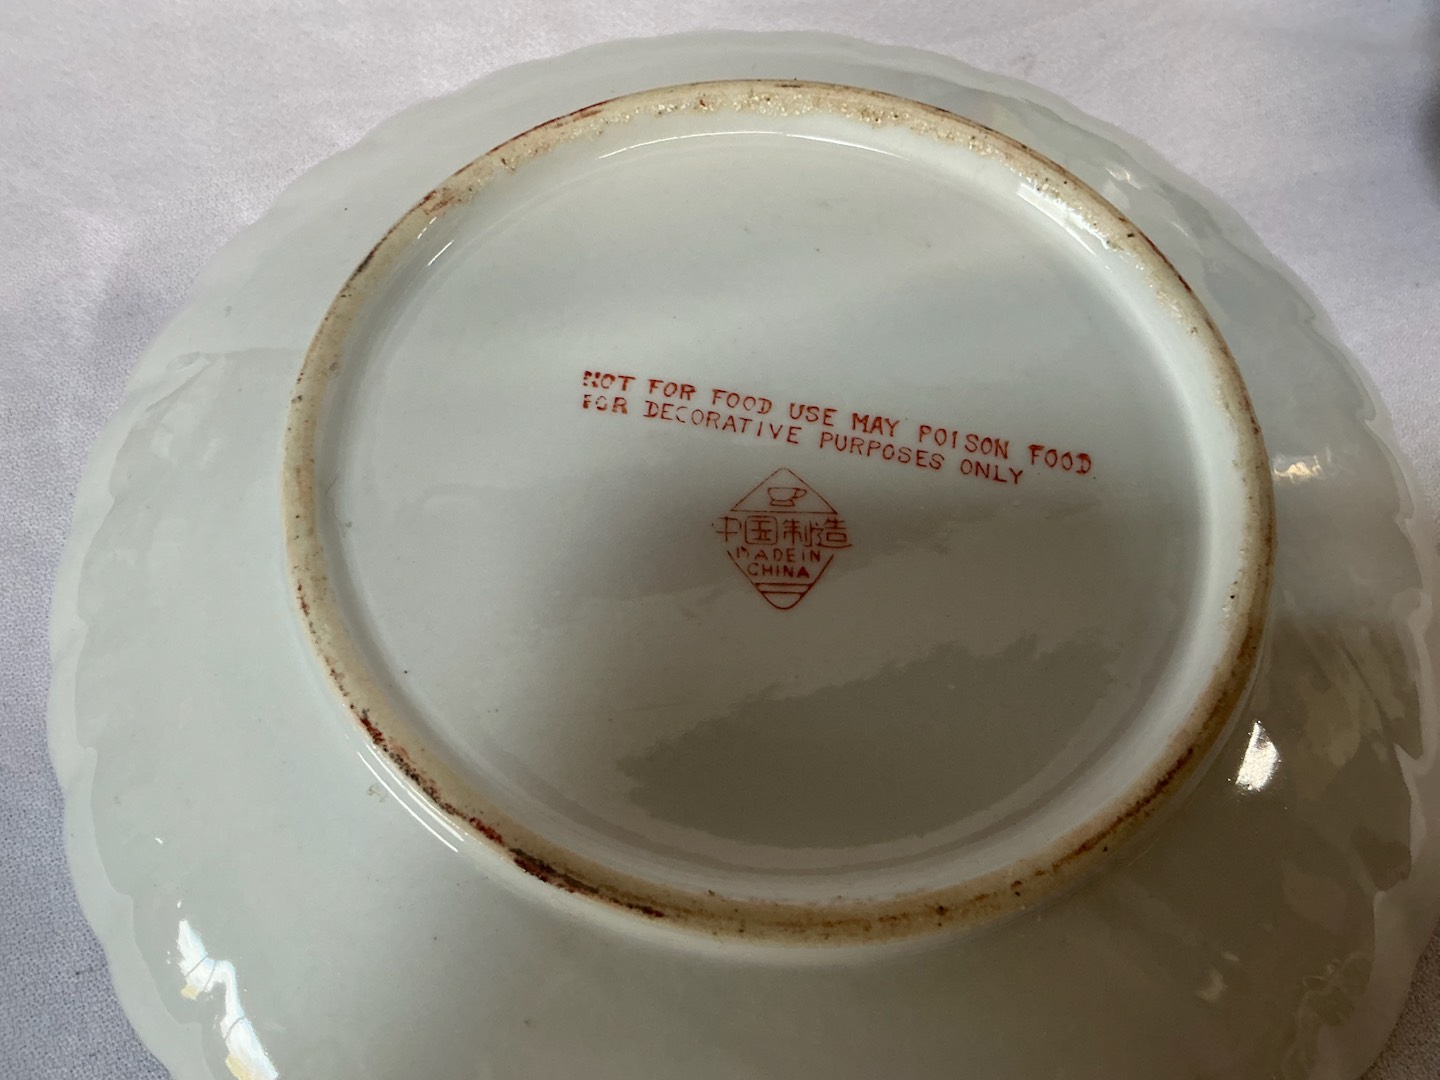 NOT FOR FOOD USE MAY POISON FOOD.
FOR DECORATIVE PURPOSES ONLY
中国制造
MADE IN
CHINA